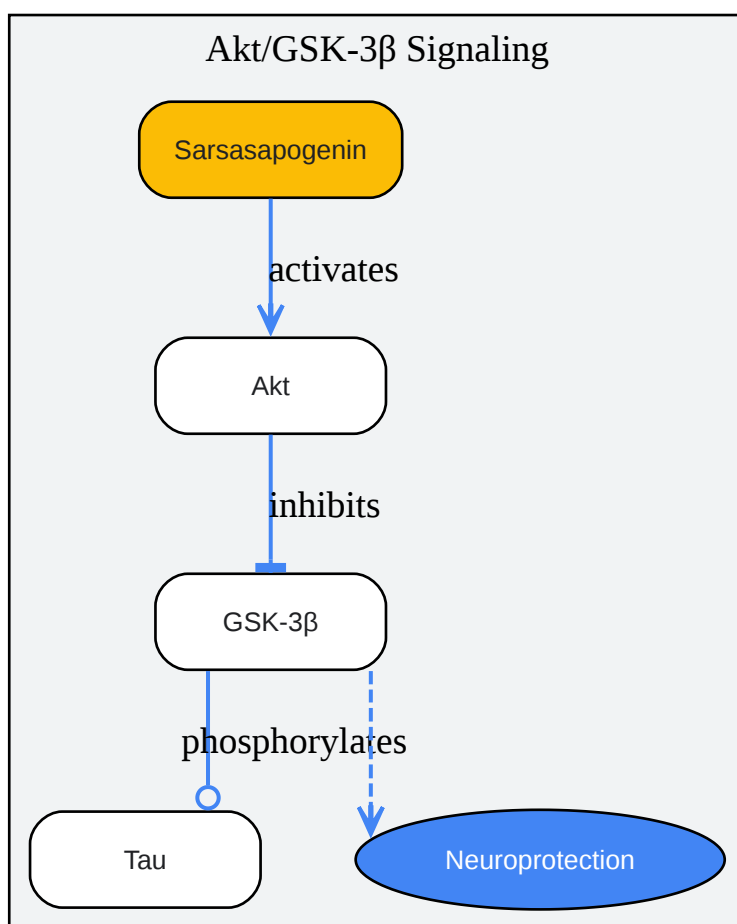 Akt/GSK-3β Signaling
Sarsasapogenin
activates
Akt
inhibits
GSK-3β
phosphorylates
Tau
Neuroprotection